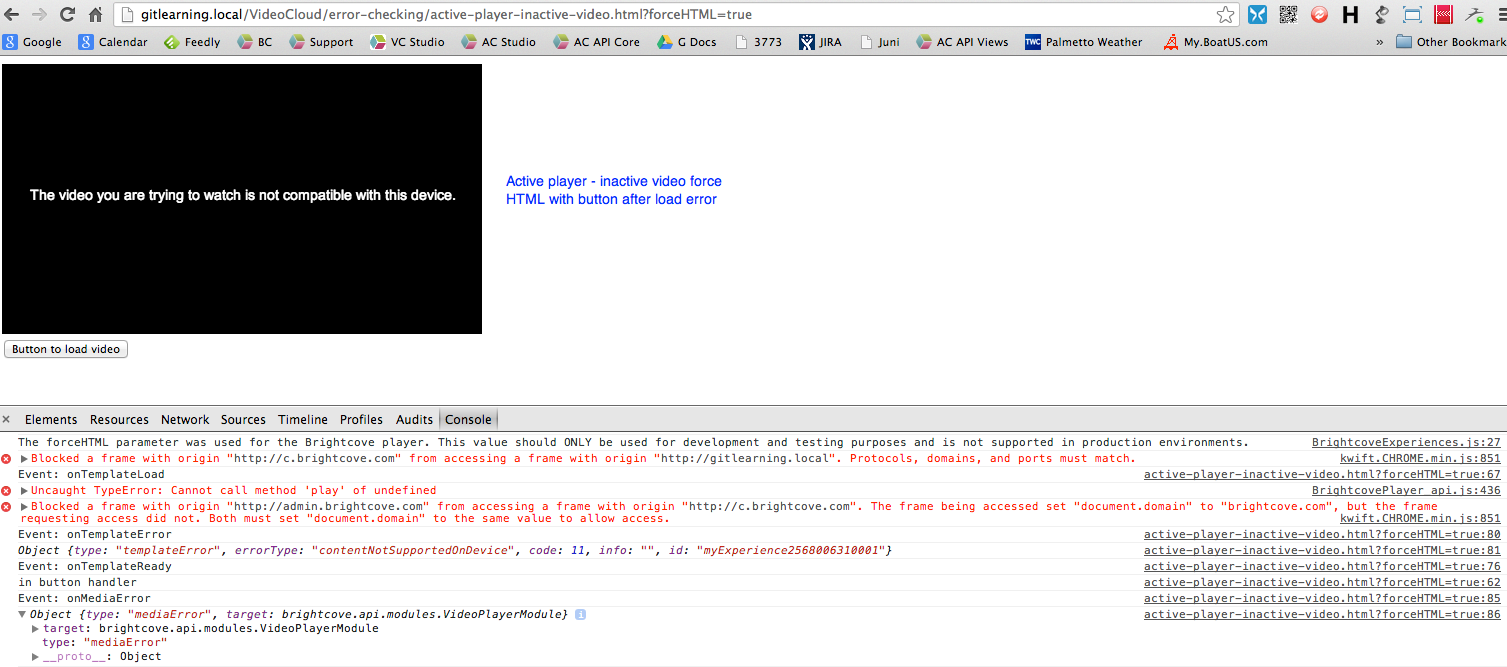 gitlearning.local/VideoCloud/error-checking/active-player-inactive-video.html?forceHTML=true
Google Calendar Feedly BC Support VC Studio AC Studio AC API Core G Docs 3773 JIRA Juni AC API Views TWC Palmetto Weather My.BoatUS.com » Other Bookmark
The video you are trying to watch is not compatible with this device.
Active player - inactive video force
HTML with button after load error
Button to load video
× Elements Resources Network Sources Timeline Profiles Audits Console
The forceHTML parameter was used for the Brightcove player. This value should ONLY be used for development and testing purposes and is not supported in production environments. BrightcoveExperiences.js:27
Blocked a frame with origin "http://c.brightcove.com" from accessing a frame with origin "http://gitlearning.local". Protocols, domains, and ports must match. kwift.CHROME.min.js:851
Event: onTemplateLoad active-player-inactive-video.html?forceHTML=true:67
Uncaught TypeError: Cannot call method 'play' of undefined BrightcovePlayer_api.js:436
Blocked a frame with origin "http://admin.brightcove.com" from accessing a frame with origin "http://c.brightcove.com". The frame being accessed set "document.domain" to "brightcove.com", but the frame
requesting access did not. Both must set "document.domain" to the same value to allow access. kwift.CHROME.min.js:851
Event: onTemplateError active-player-inactive-video.html?forceHTML=true:80
Object {type: "templateError", errorType: "contentNotSupportedOnDevice", code: 11, info: "", id: "myExperience2568006310001"} active-player-inactive-video.html?forceHTML=true:81
Event: onTemplateReady active-player-inactive-video.html?forceHTML=true:76
in button handler active-player-inactive-video.html?forceHTML=true:62
Event: onMediaError active-player-inactive-video.html?forceHTML=true:85
Object {type: "mediaError", target: brightcove.api.modules.VideoPlayerModule} active-player-inactive-video.html?forceHTML=true:86
target: brightcove.api.modules.VideoPlayerModule
type: "mediaError"
__proto__: Object